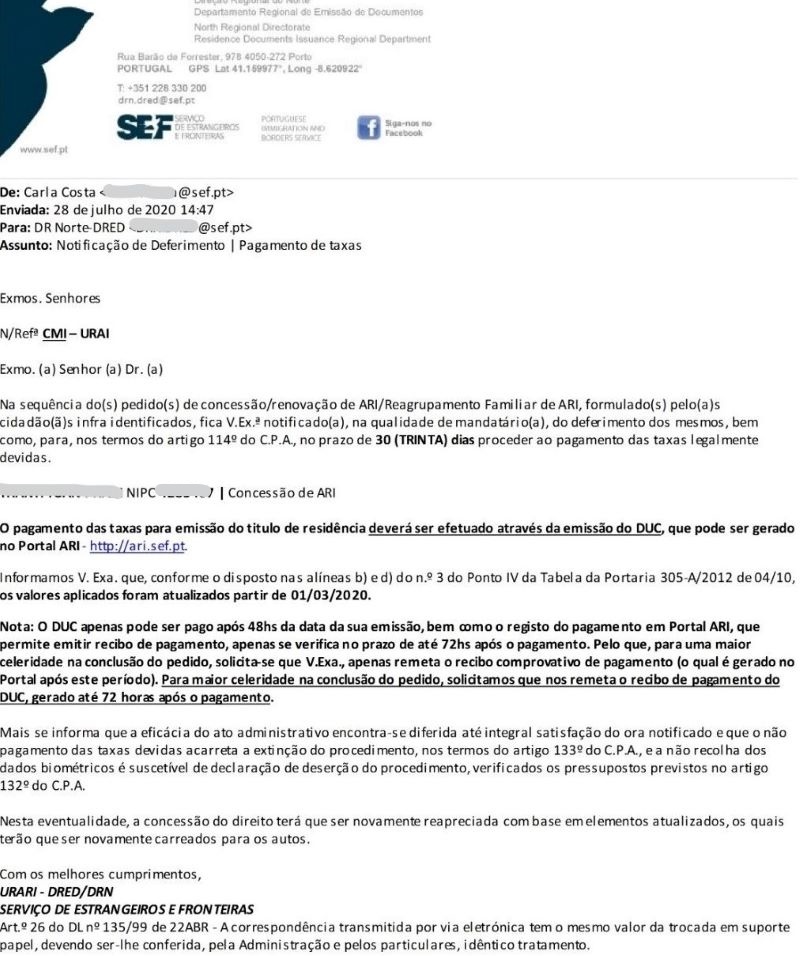 Direção Regional do Norte
Departamento Regional de Emissão de Documentos
North Regional Directorate
Residence Documents Issuance Regional Department
Rua Barão de Forrester, 978 4050-272 Porto
PORTUGAL GPS Lat 41.159977°, Long -8.620922°
T: +351 228 330 200
drn.dred@sef.pt
SEF SERVIÇO DE ESTRANGEIROS E FRONTEIRAS
PORTUGUESE IMMIGRATION AND BORDERS SERVICE
Siga-nos no Facebook
www.sef.pt
De: Carla Costa < @sef.pt>
Enviada: 28 de julho de 2020 14:47
Para: DR Norte-DRED < @sef.pt>
Assunto: Notificação de Deferimento | Pagamento de taxas
Exmos. Senhores
N/Refª CMI – URAI
Exmo. (a) Senhor (a) Dr. (a)
Na sequência do(s) pedido(s) de concessão/renovação de ARI/Reagrupamento Familiar de ARI, formulado(s) pelo(a)s
cidadão(ã)s infra identificados, fica V.Ex.ª notificado(a), na qualidade de mandatário(a), do deferimento dos mesmos, bem
como, para, nos termos do artigo 114º do C.P.A., no prazo de 30 (TRINTA) dias proceder ao pagamento das taxas legalmente
devidas.
NIPC | Concessão de ARI
O pagamento das taxas para emissão do titulo de residência deverá ser efetuado através da emissão do DUC, que pode ser gerado
no Portal ARI - http://ari.sef.pt.
Informamos V. Exa. que, conforme o disposto nas alíneas b) e d) do n.º 3 do Ponto IV da Tabela da Portaria 305-A/2012 de 04/10,
os valores aplicados foram atualizados partir de 01/03/2020.
Nota: O DUC apenas pode ser pago após 48hs da data da sua emissão, bem como o registo do pagamento em Portal ARI, que
permite emitir recibo de pagamento, apenas se verifica no prazo de até 72hs após o pagamento. Pelo que, para uma maior
celeridade na conclusão do pedido, solicita-se que V.Exa., apenas remeta o recibo comprovativo de pagamento (o qual é gerado no
Portal após este período). Para maior celeridade na conclusão do pedido, solicitamos que nos remeta o recibo de pagamento do
DUC, gerado até 72 horas após o pagamento.
Mais se informa que a eficácia do ato administrativo encontra-se diferida até integral satisfação do ora notificado e que o não
pagamento das taxas devidas acarreta a extinção do procedimento, nos termos do artigo 133º do C.P.A., e a não recolha dos
dados biométricos é suscetível de declaração de deserção do procedimento, verificados os pressupostos previstos no artigo
132º do C.P.A.
Nesta eventualidade, a concessão do direito terá que ser novamente reapreciada com base em elementos atualizados, os quais
terão que ser novamente carreados para os autos.
Com os melhores cumprimentos,
URARI - DRED/DRN
SERVIÇO DE ESTRANGEIROS E FRONTEIRAS
Art.º 26 do DL nº 135/99 de 22ABR - A correspondência transmitida por via eletrónica tem o mesmo valor da trocada em suporte
papel, devendo ser-lhe conferida, pela Administração e pelos particulares, idêntico tratamento.